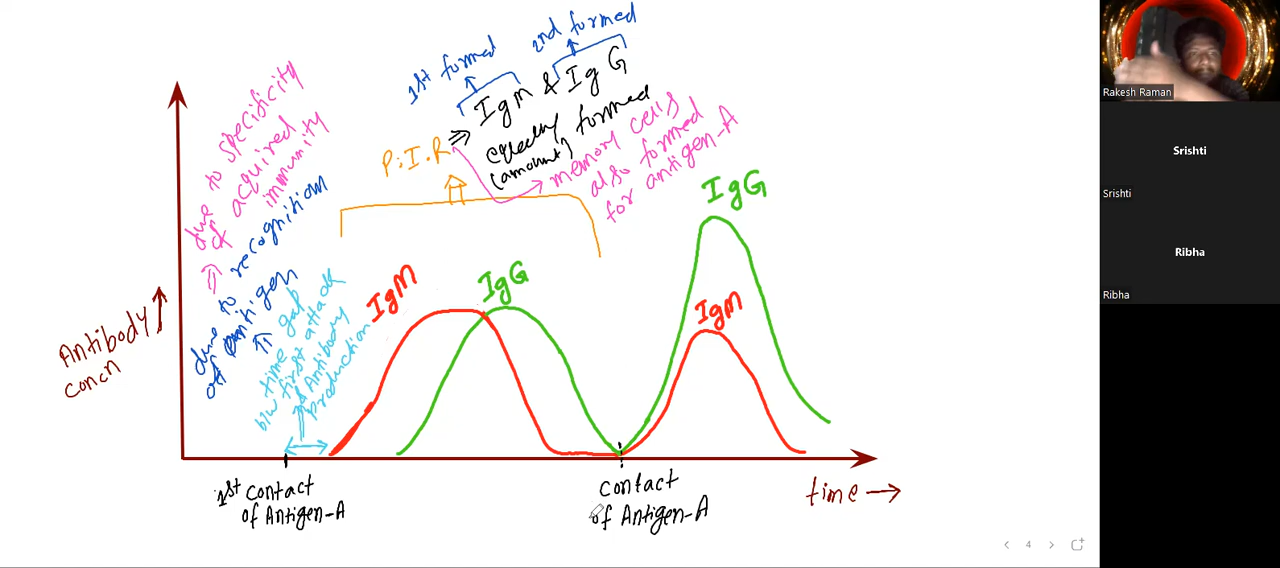 1st formed
2nd formed
IgM & IgG
equally formed
(amount)
P.I.R ⇒
memory cells
also formed
for antigen-A
due to specificity
of acquired
immunity
due to recognition
of antigen
time gap
b/w first attack
& Antibody
Production
Antibody
concn
IgM
IgG
IgG
IgM
1st Contact
of Antigen-A
Contact
of Antigen-A
time →
4
Rakesh Raman
Srishti
Srishti
Ribha
Ribha